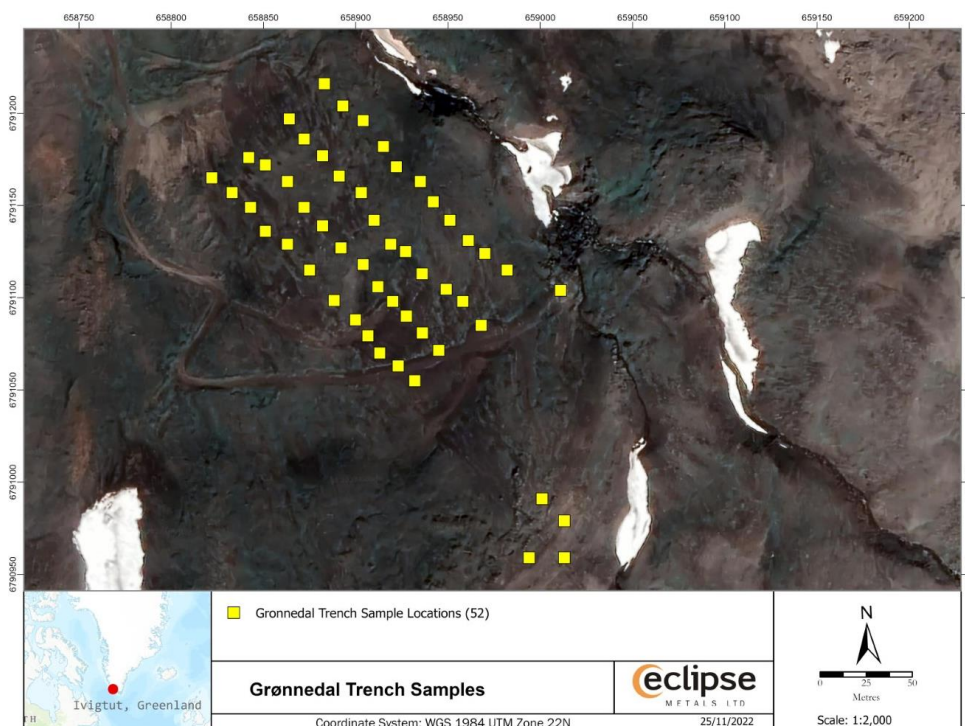 658750 658800 658850 658900 658950 659000 659050 659100 659150 659200
6791200
6791150
6791100
6791050
6791000
6790950
Gronnedal Trench Sample Locations (52)
N
0 25 50
Metres
Scale: 1:2,000
Grønnedal Trench Samples
eclipse
METALS LTD
Ivigtut, Greenland
TH
Coordinate System: WGS 1984 UTM Zone 22N
25/11/2022